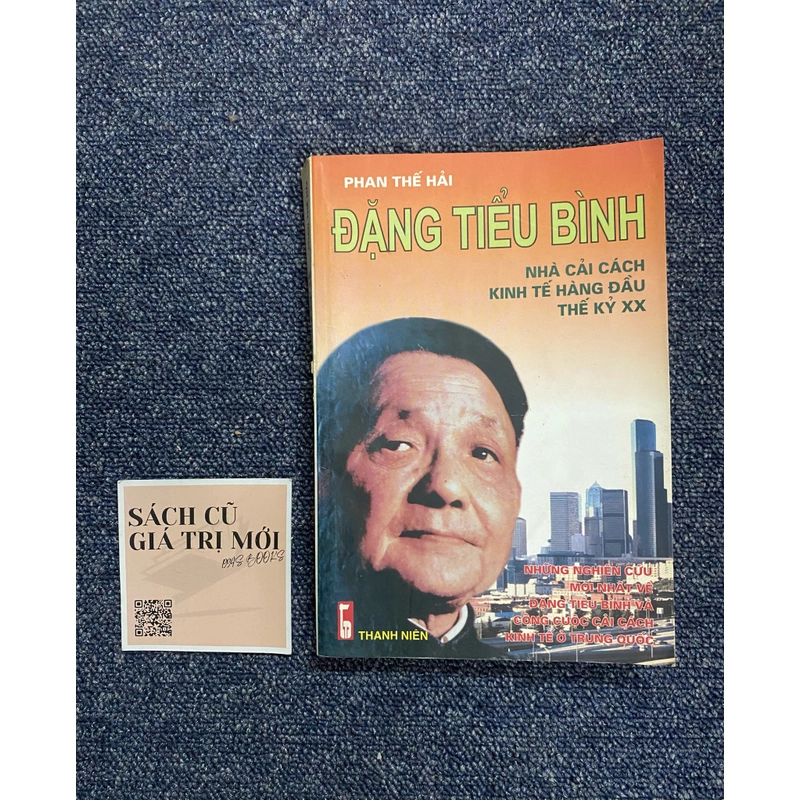 PHAN THẾ HẢI
ĐẶNG TIỂU BÌNH
NHÀ CẢI CÁCH
KINH TẾ HÀNG ĐẦU
THẾ KỶ XX
NHỮNG NGHIÊN CỨU
MỚI NHẤT VỀ
ĐẶNG TIỂU BÌNH VÀ
CÔNG CUỘC CẢI CÁCH
KINH TẾ Ở TRUNG QUỐC
THANH NIÊN
SÁCH CŨ
GIÁ TRỊ MỚI
BOOKS